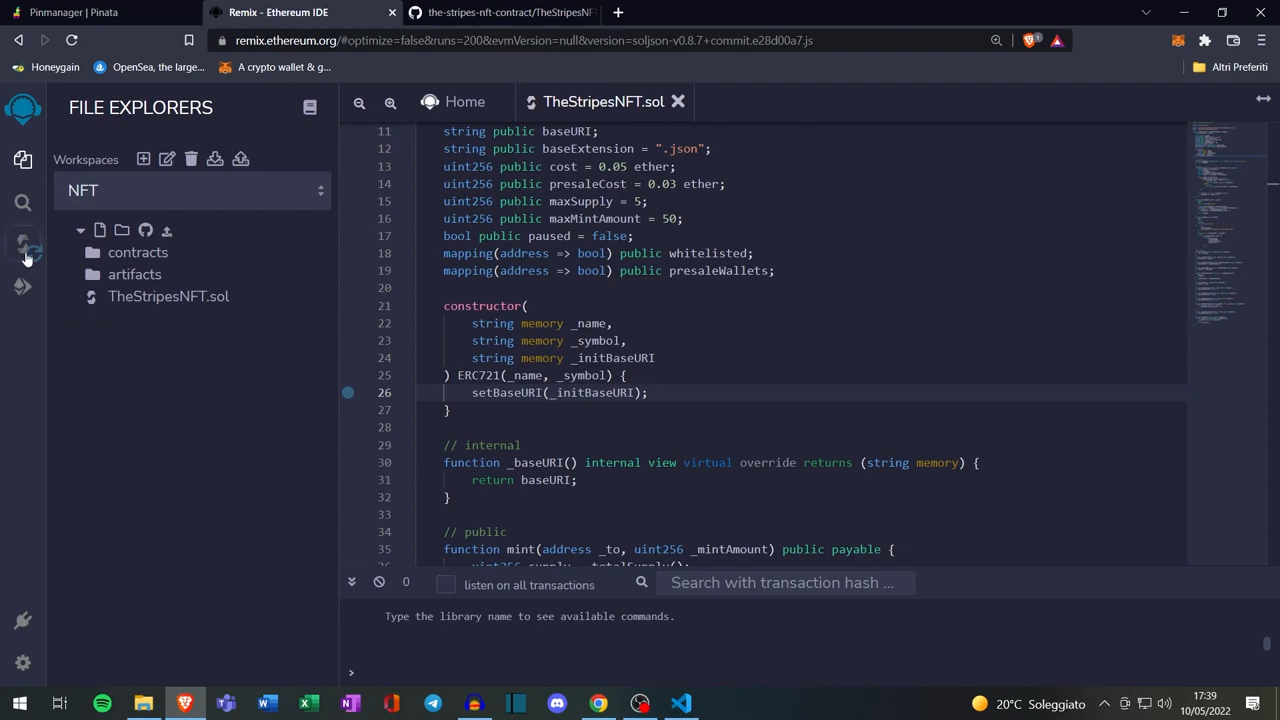 Pinmanager | Pinata
Remix - Ethereum IDE
the-stripes-nft-contract/TheStripesNFT
remix.ethereum.org/#optimize=false&runs=200&evmVersion=null&version=soljson-v0.8.7+commit.e28d00a7.js
1
Honeygain
OpenSea, the large...
A crypto wallet & g...
Altri Preferiti
FILE EXPLORERS
Home
TheStripesNFT.sol
Workspaces
NFT
contracts
artifacts
TheStripesNFT.sol
11 string public baseURI;
12 string public baseExtension = ".json";
13 uint256 public cost = 0.05 ether;
14 uint256 public presaleCost = 0.03 ether;
15 uint256 public maxSupply = 5;
16 uint256 public maxMintAmount = 50;
17 bool public paused = false;
18 mapping(address => bool) public whitelisted;
19 mapping(address => bool) public presaleWallets;
20
21 constructor(
22 string memory _name,
23 string memory _symbol,
24 string memory _initBaseURI
25 ) ERC721(_name, _symbol) {
26 setBaseURI(_initBaseURI);
27 }
28
29 // internal
30 function _baseURI() internal view virtual override returns (string memory) {
31 return baseURI;
32 }
33
34 // public
35 function mint(address _to, uint256 _mintAmount) public payable {
uint256 supply = totalSupply();
0
listen on all transactions
Search with transaction hash ...
Type the library name to see available commands.
>
20°C Soleggiato
17:39
10/05/2022